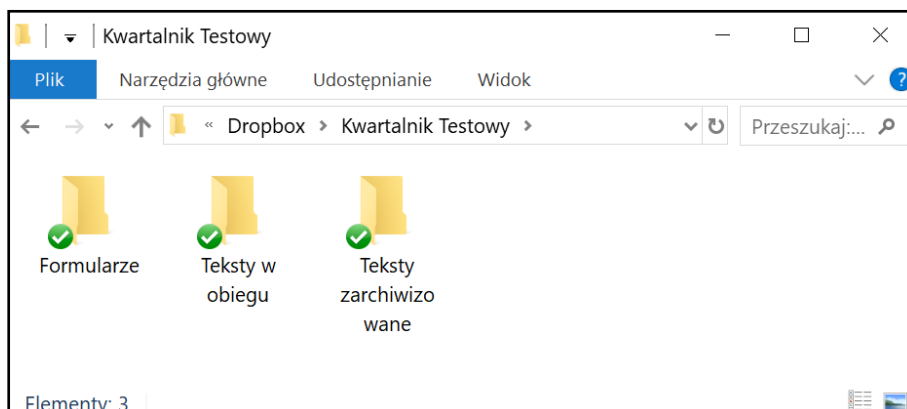 Kwartalnik Testowy
Plik Narzędzia główne Udostępnianie Widok ?
« Dropbox > Kwartalnik Testowy > Przeszukaj:...
Formularze
Teksty w
obiegu
Teksty
zarchiwizo
wane
Elementy: 3